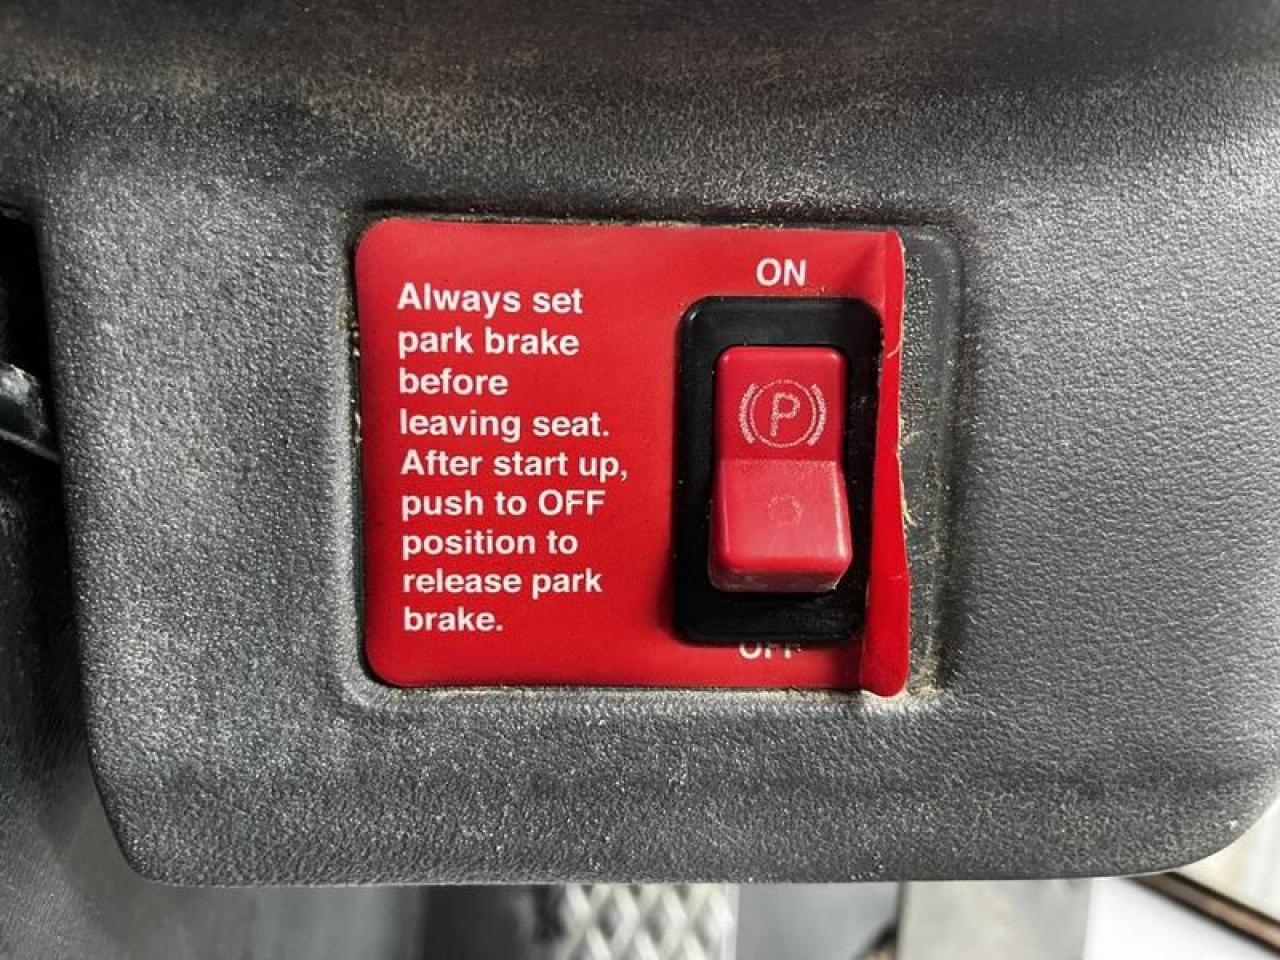 Always set
park brake
before
leaving seat.
After start up,
push to OFF
position to
release park
brake.
ON
P
OFF